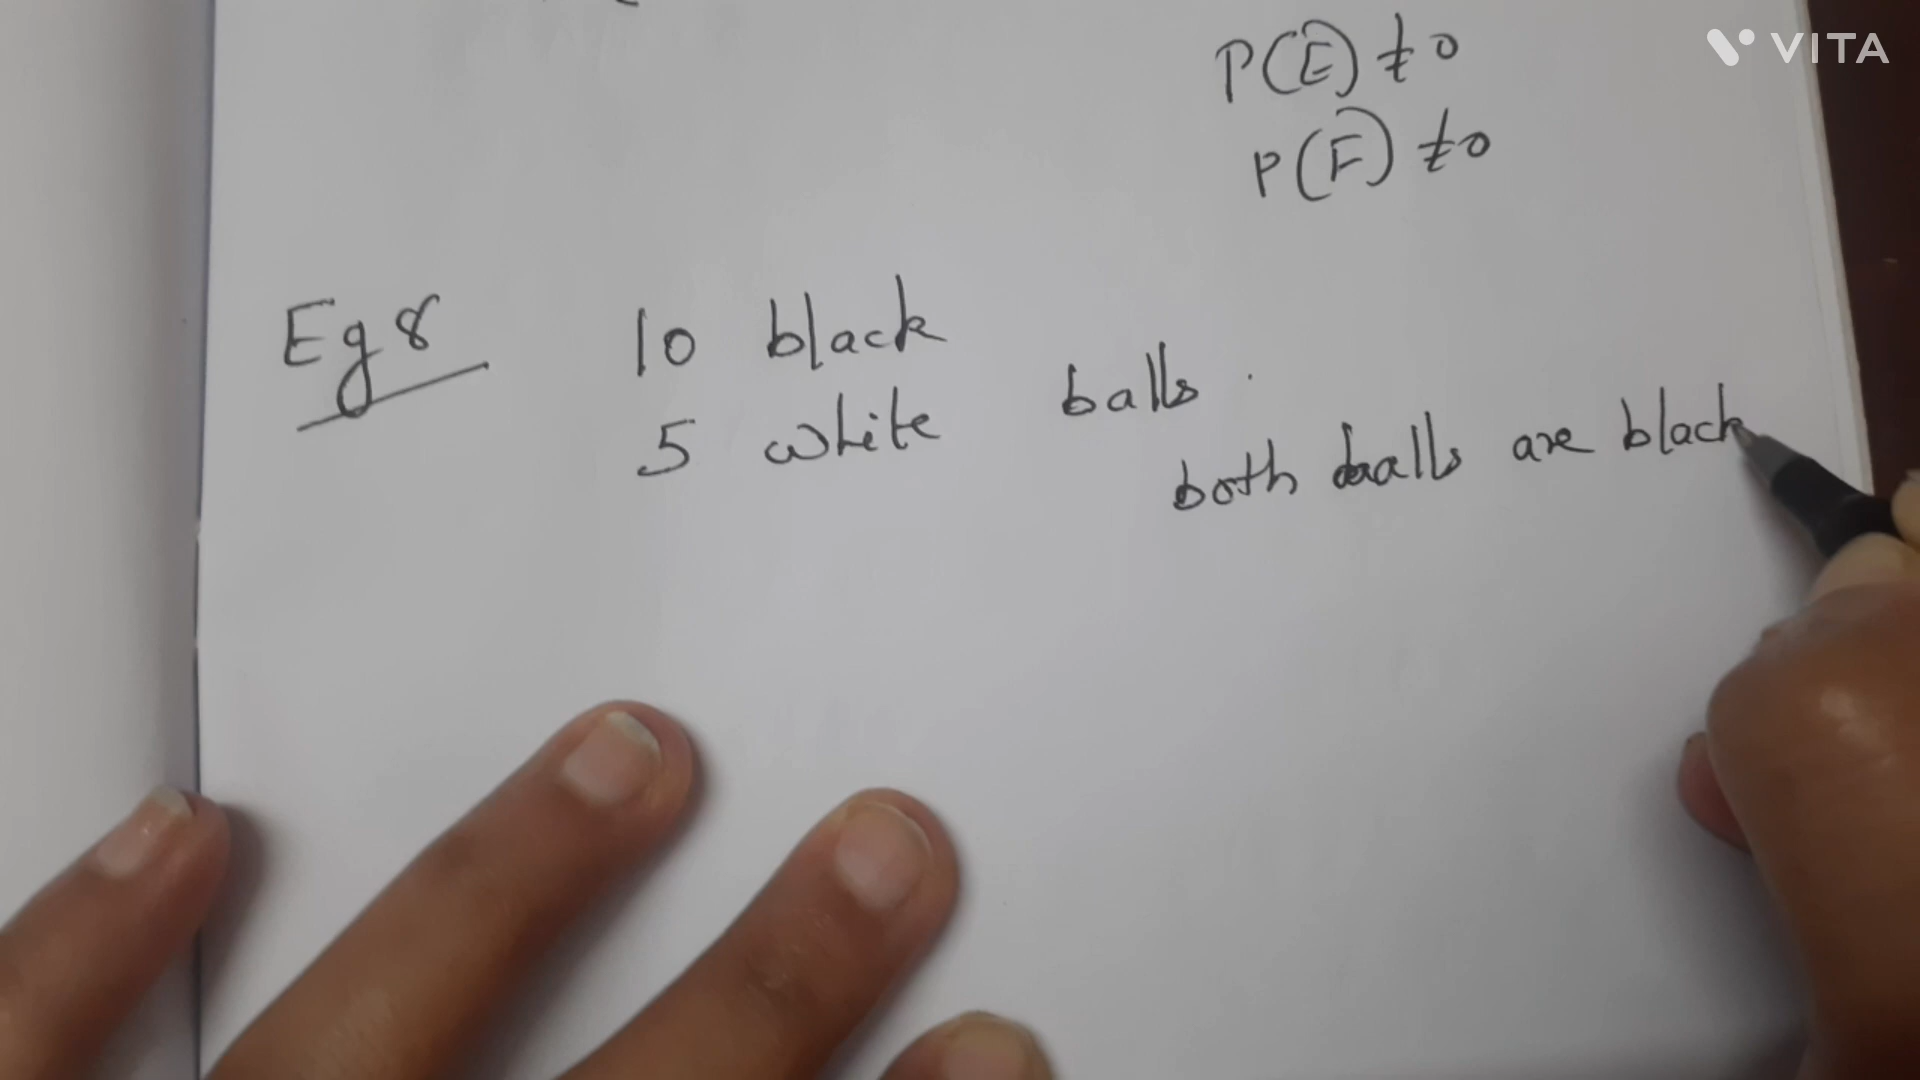 VITA
P(E) ≠ 0
P(F) ≠ 0
Eg 8
10 black
5 white
balls.
both balls are black